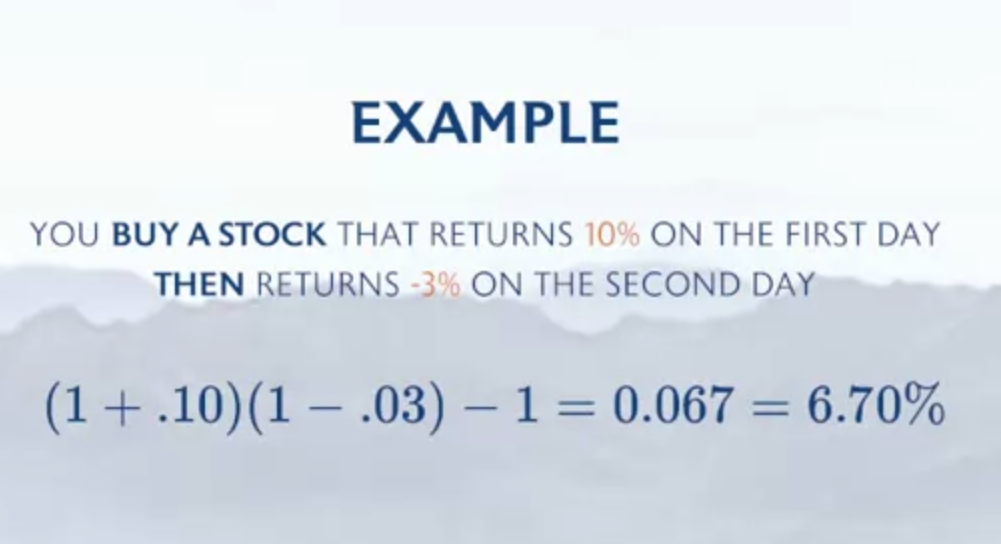 EXAMPLE
YOU BUY A STOCK THAT RETURNS 10% ON THE FIRST DAY
THEN RETURNS -3% ON THE SECOND DAY
(1 + .10)(1 − .03) − 1 = 0.067 = 6.70%